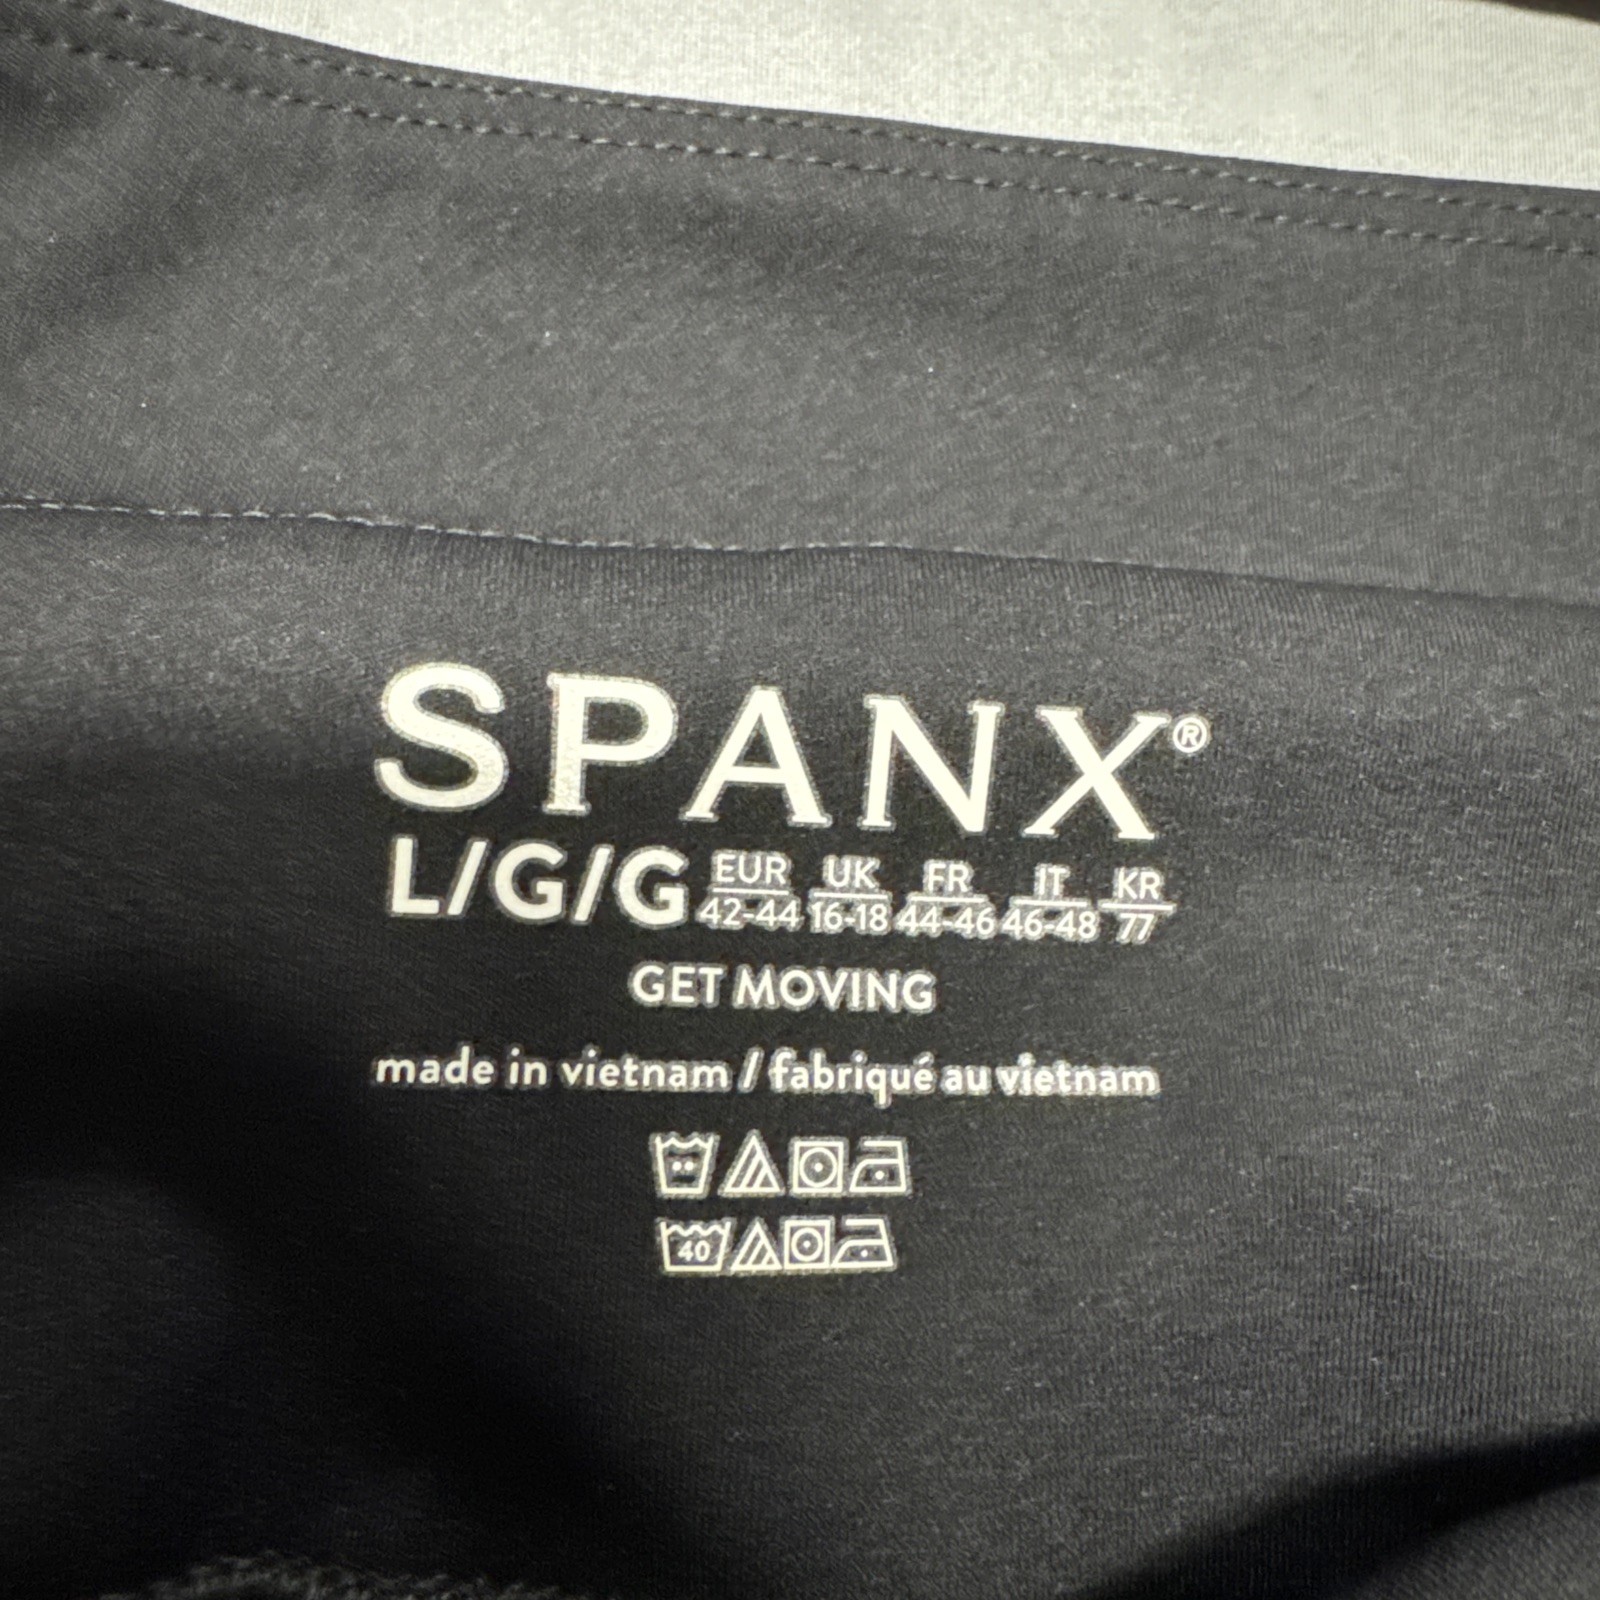 SPANX®
L/G/G EUR 42-44 UK 16-18 FR 44-46 IT 46-48 KR 77
GET MOVING
made in vietnam / fabriqué au vietnam
40